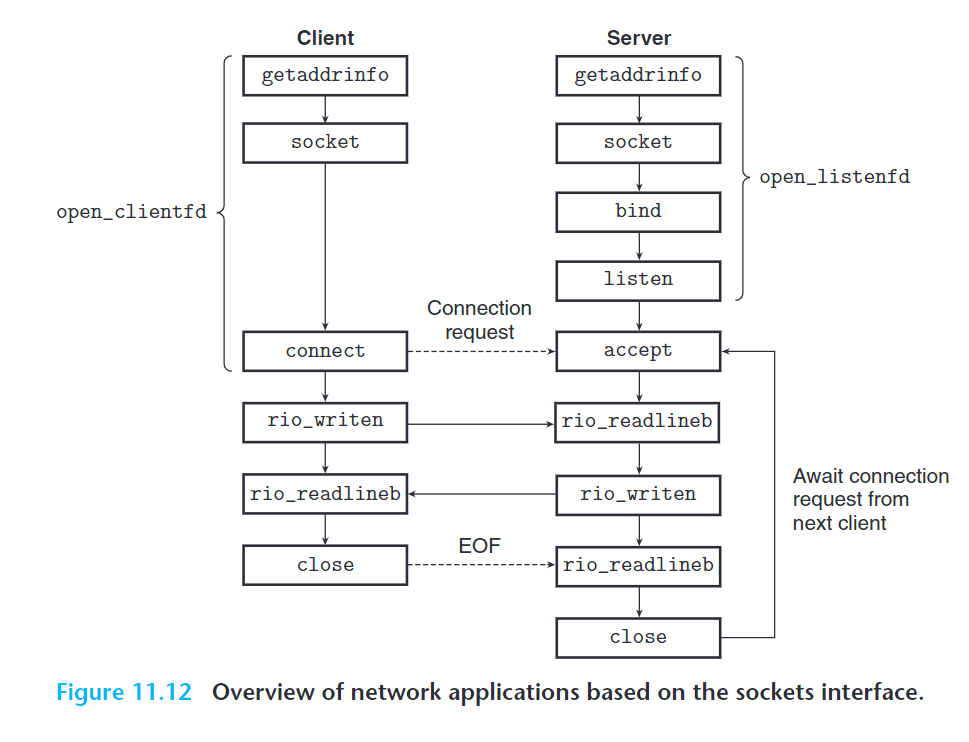 Client
Server
getaddrinfo
getaddrinfo
socket
socket
open_listenfd
open_clientfd
bind
listen
Connection
request
connect
accept
rio_writen
rio_readlineb
rio_readlineb
rio_writen
Await connection
request from
next client
EOF
close
rio_readlineb
close
Figure 11.12 Overview of network applications based on the sockets interface.